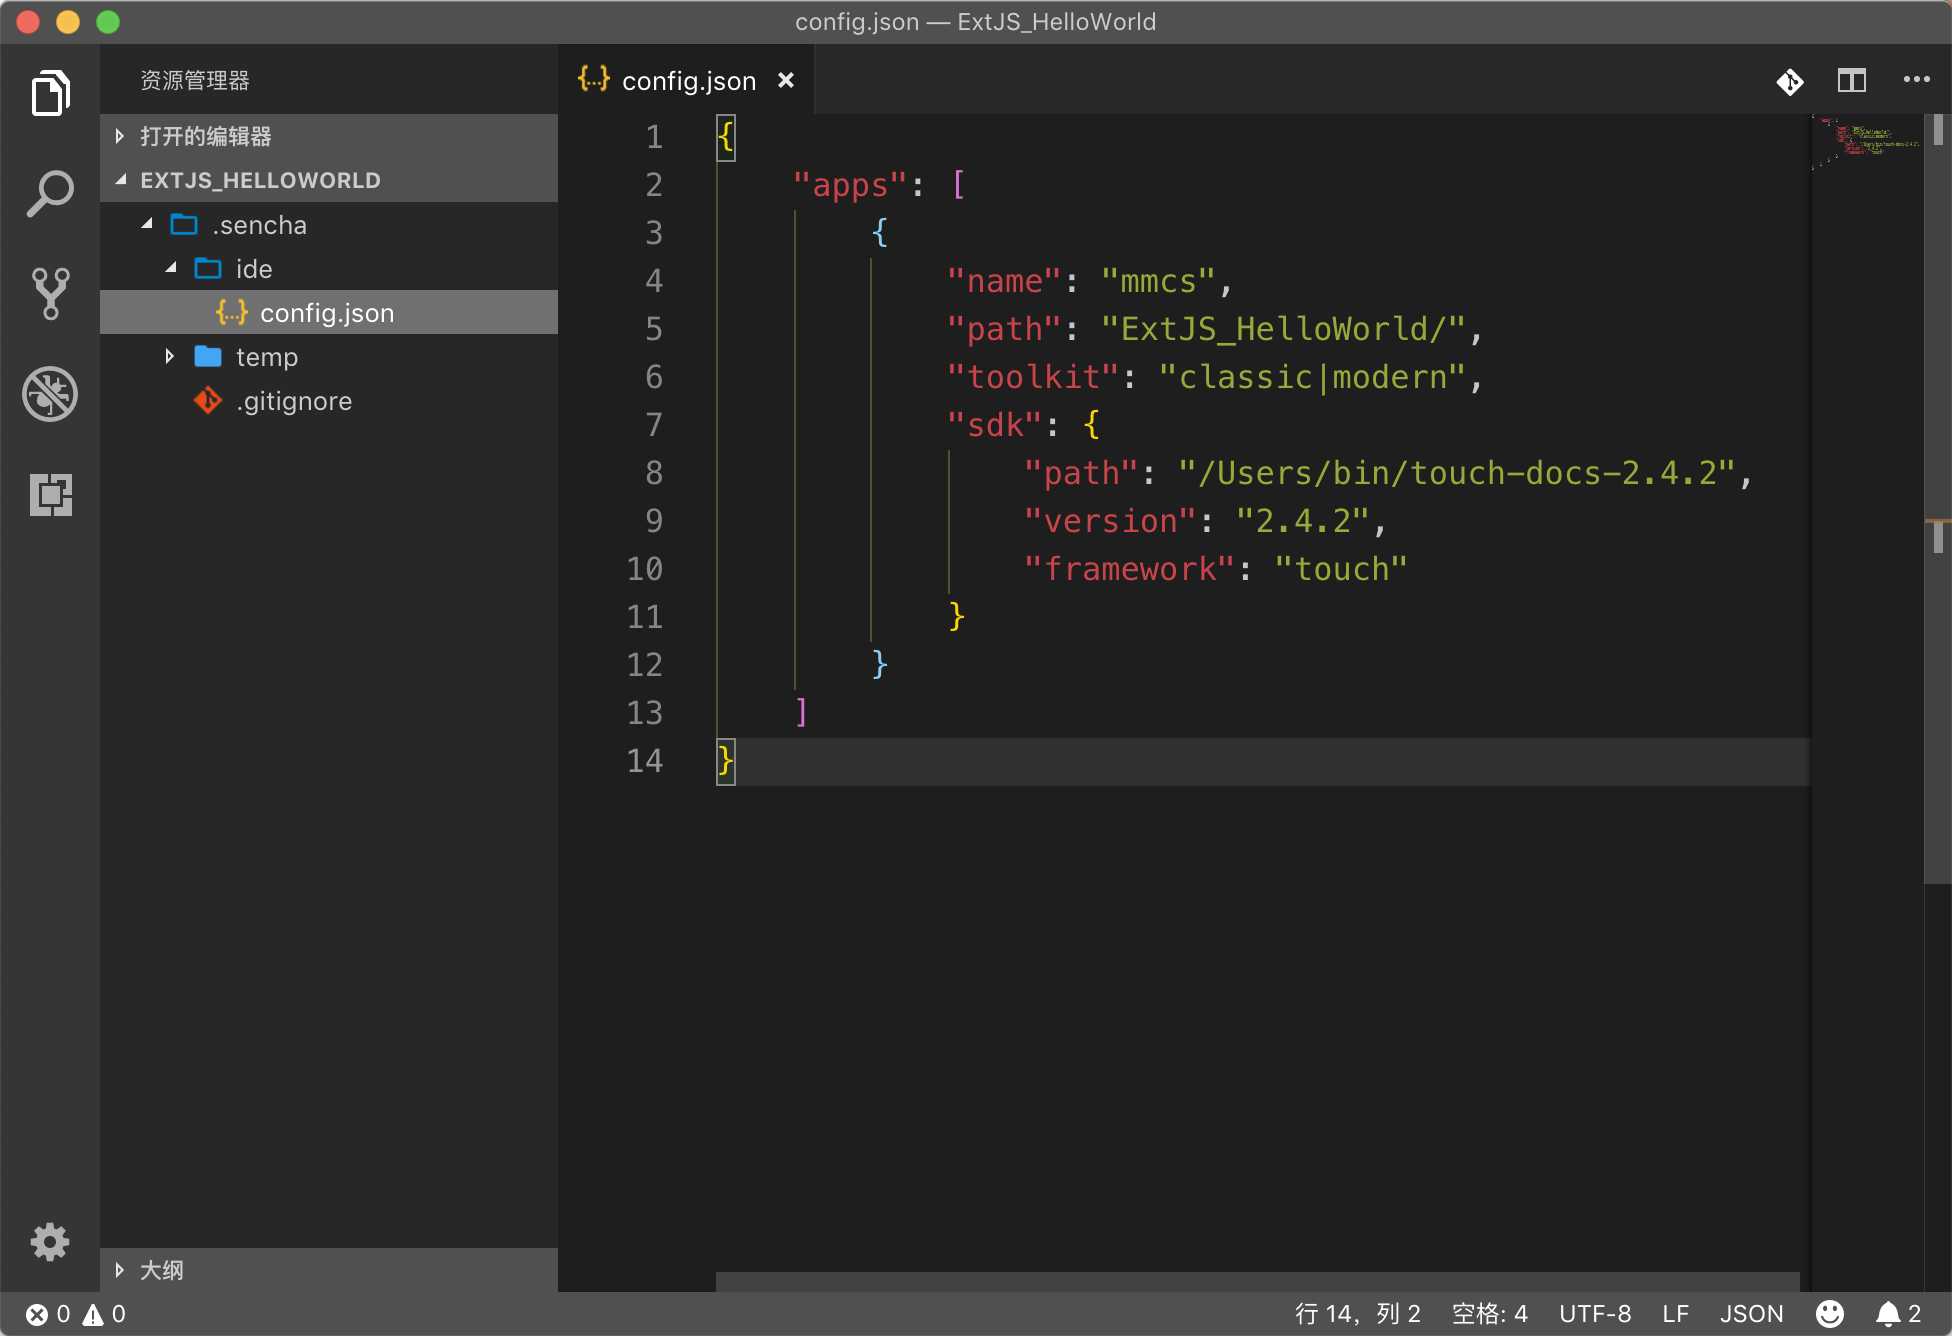 config.json — ExtJS_HelloWorld
资源管理器
打开的编辑器
EXTJS_HELLOWORLD
.sencha
ide
{...} config.json
temp
.gitignore
大纲
{...} config.json
1 {
2 "apps": [
3 {
4 "name": "mmcs",
5 "path": "ExtJS_HelloWorld/",
6 "toolkit": "classic|modern",
7 "sdk": {
8 "path": "/Users/bin/touch-docs-2.4.2",
9 "version": "2.4.2",
10 "framework": "touch"
11 }
12 }
13 ]
14 }
0 0 行 14，列 2 空格: 4 UTF-8 LF JSON 2